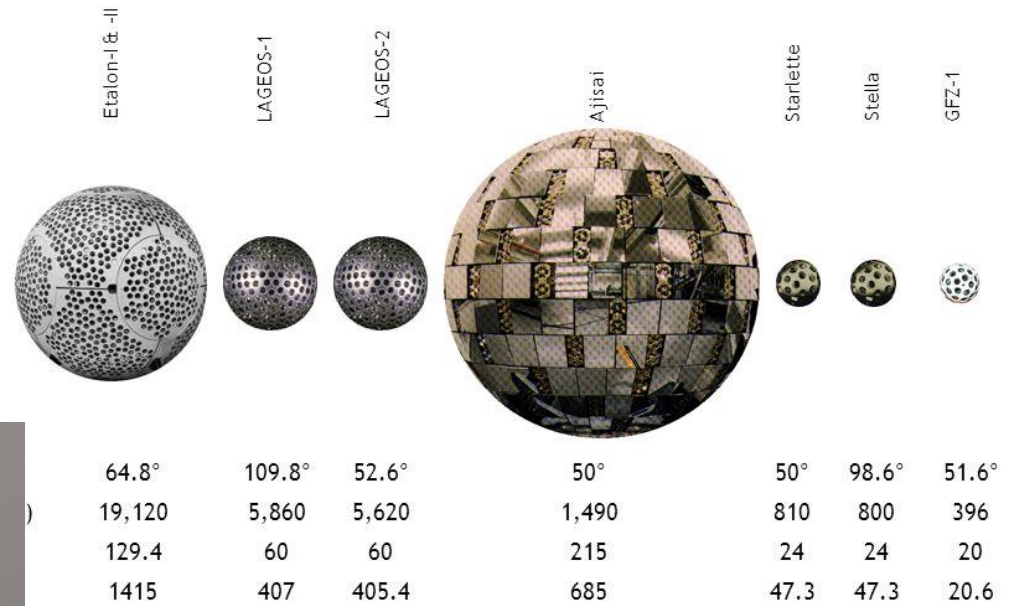 Etalon-I & -II LAGEOS-1 LAGEOS-2 Ajisai Starlette Stella GFZ-1
64.8° 109.8° 52.6° 50° 50° 98.6° 51.6°
) 19,120 5,860 5,620 1,490 810 800 396
129.4 60 60 215 24 24 20
1415 407 405.4 685 47.3 47.3 20.6